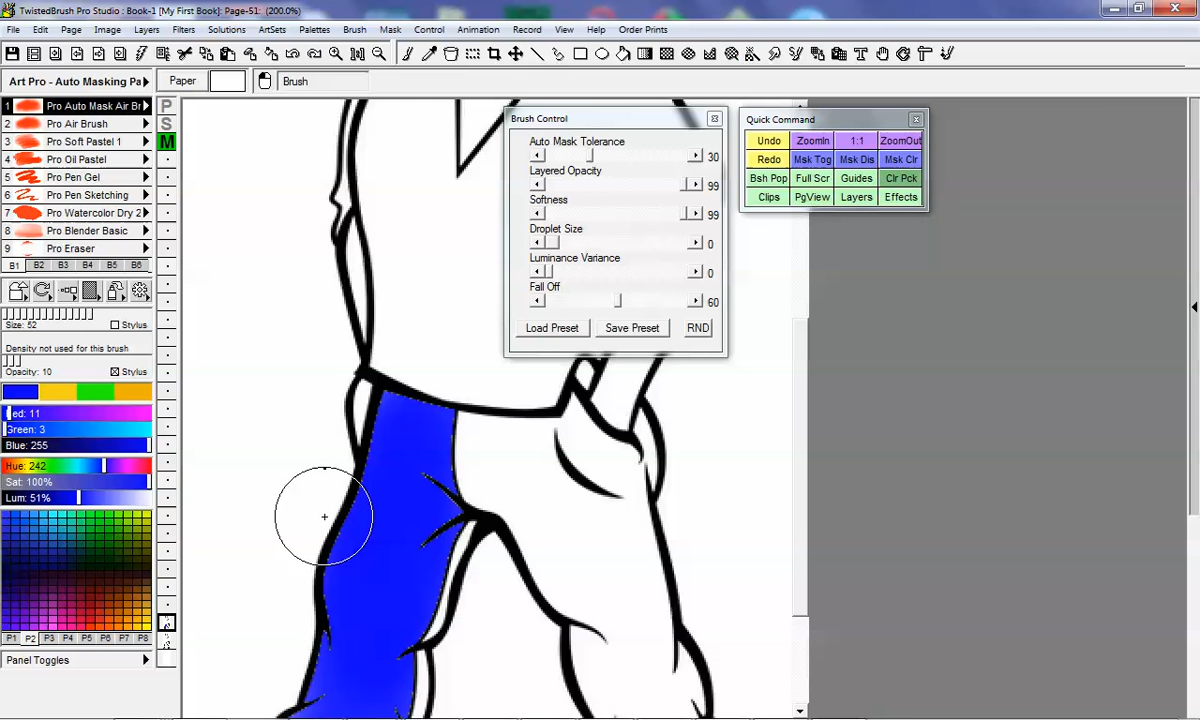 TwistedBrush Pro Studio : Book-1 [My First Book]: Page-51: (200.0%)
File Edit Page Image Layers Filters Solutions ArtSets Palettes Brush Mask Control Animation Record View Help Order Prints
Art Pro - Auto Masking Pa
Paper
Brush
1 Pro Auto Mask Air Br
2 Pro Air Brush
3 Pro Soft Pastel 1
4 Pro Oil Pastel
5 Pro Pen Gel
6 Pro Pen Sketching
7 Pro Watercolor Dry 2
8 Pro Blender Basic
9 Pro Eraser
B1 B2 B3 B4 B5 B6
P
S
M
Size: 52 Stylus
Density not used for this brush
Opacity: 10 Stylus
ed: 11
Green: 3
Blue: 255
Hue: 242
Sat: 100%
Lum: 51%
P1 P2 P3 P4 P5 P6 P7 P8
Panel Toggles
Brush Control
Auto Mask Tolerance
30
Layered Opacity
99
Softness
99
Droplet Size
0
Luminance Variance
0
Fall Off
60
Load Preset Save Preset RND
Quick Command
Undo ZoomIn 1:1 ZoomOut
Redo Msk Tog Msk Dis Msk Clr
Bsh Pop Full Scr Guides Clr Pck
Clips PgView Layers Effects